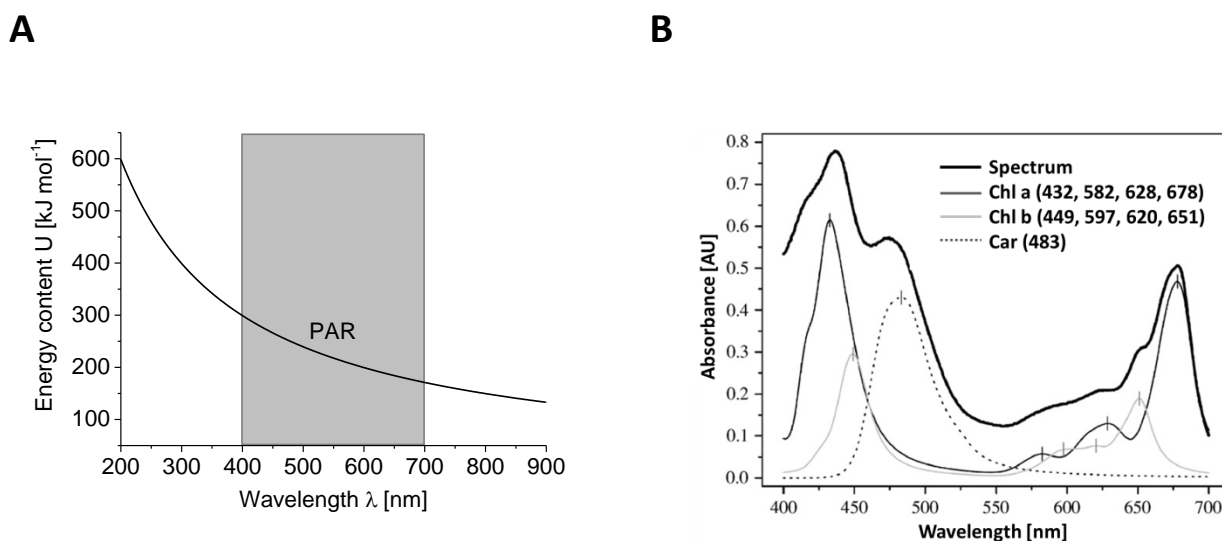 A
B
600
500
400
300
200
100
Energy content U [kJ mol⁻¹]
PAR
200 300 400 500 600 700 800 900
Wavelength λ [nm]
0.8
0.7
0.6
0.5
0.4
0.3
0.2
0.1
0.0
Absorbance [AU]
Spectrum
Chl a (432, 582, 628, 678)
Chl b (449, 597, 620, 651)
Car (483)
400 450 500 550 600 650 700
Wavelength [nm]